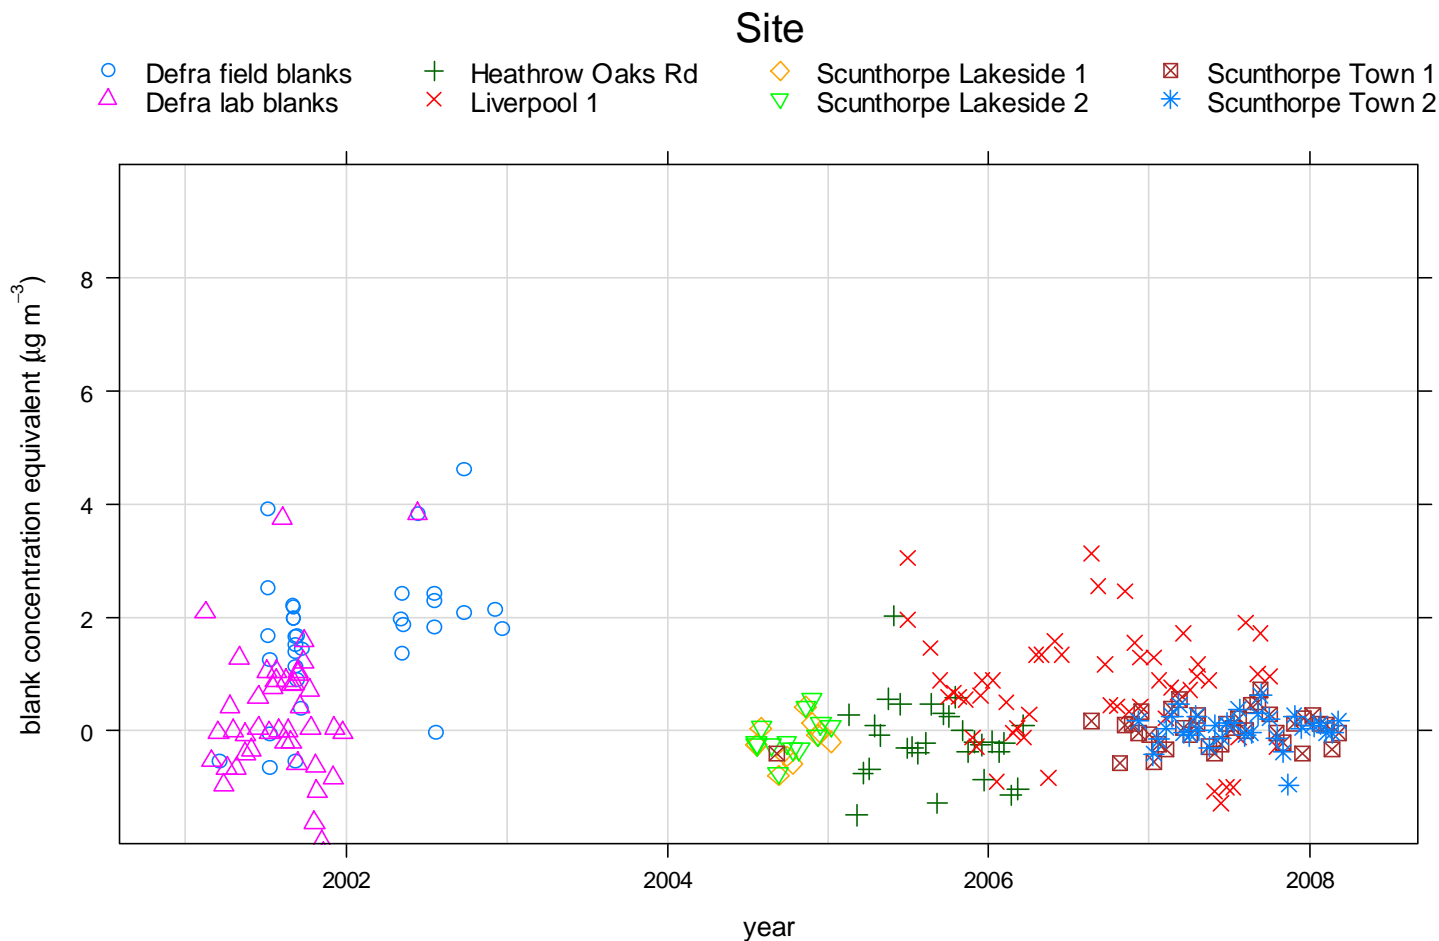 Site
Defra field blanks
Defra lab blanks
Heathrow Oaks Rd
Liverpool 1
Scunthorpe Lakeside 1
Scunthorpe Lakeside 2
Scunthorpe Town 1
Scunthorpe Town 2
blank concentration equivalent (µg m⁻³)
8
6
4
2
0
2002
2004
2006
2008
year